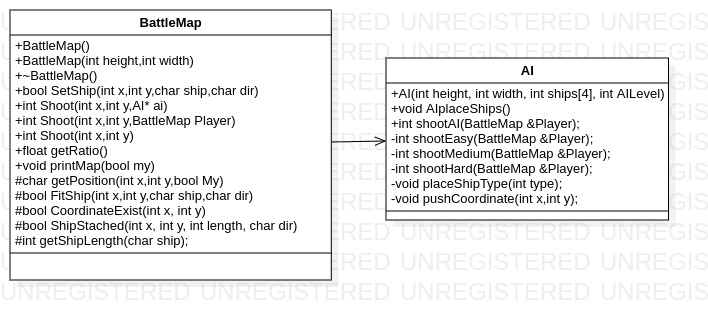 BattleMap
+BattleMap()
+BattleMap(int height,int width)
+~BattleMap()
+bool SetShip(int x,int y,char ship,char dir)
+int Shoot(int x,int y,AI* ai)
+int Shoot(int x,int y,BattleMap Player)
+int Shoot(int x,int y)
+float getRatio()
+void printMap(bool my)
#char getPosition(int x,int y,bool My)
#bool FitShip(int x,int y,char ship,char dir)
#bool CoordinateExist(int x, int y)
#bool ShipStached(int x, int y, int length, char dir)
#int getShipLength(char ship);
AI
+AI(int height, int width, int ships[4], int AILevel)
+void AIplaceShips()
+int shootAI(BattleMap &Player);
-int shootEasy(BattleMap &Player);
-int shootMedium(BattleMap &Player);
-int shootHard(BattleMap &Player);
-void placeShipType(int type);
-void pushCoordinate(int x,int y);
UNREGISTERED UNREGISTERED UNREGISTERED UNREGIS